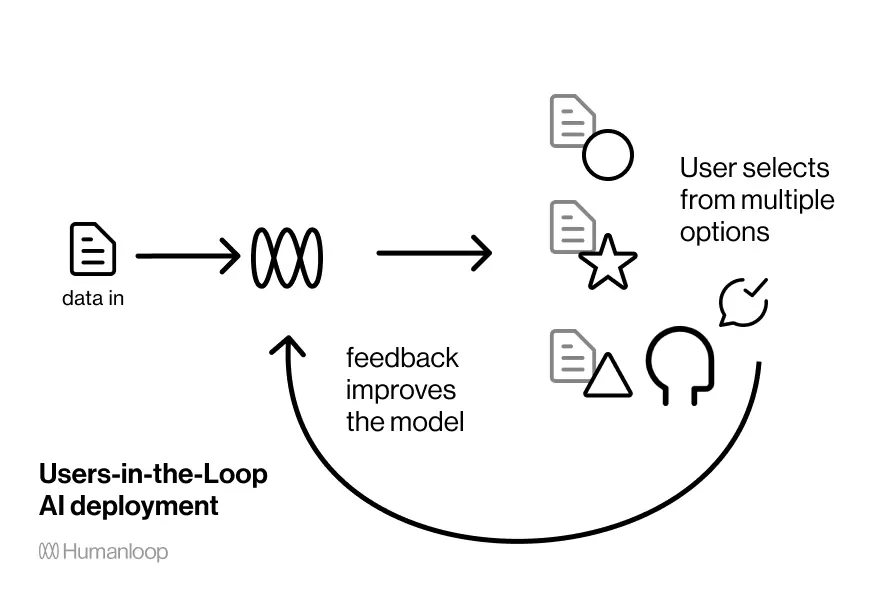 User selects
from multiple
options
data in
feedback
improves
the model
Users-in-the-Loop
AI deployment
Humanloop